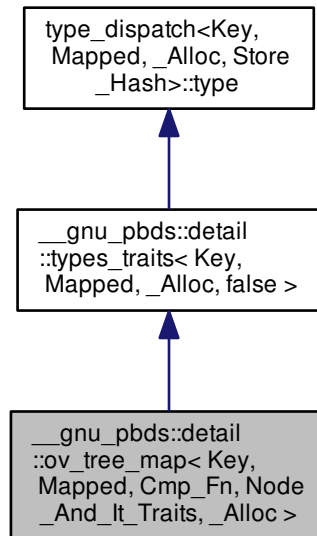 type_dispatch<Key,
Mapped, _Alloc, Store
_Hash>::type
__gnu_pbds::detail
::types_traits< Key,
Mapped, _Alloc, false >
__gnu_pbds::detail
::ov_tree_map< Key,
Mapped, Cmp_Fn, Node
_And_It_Traits, _Alloc >